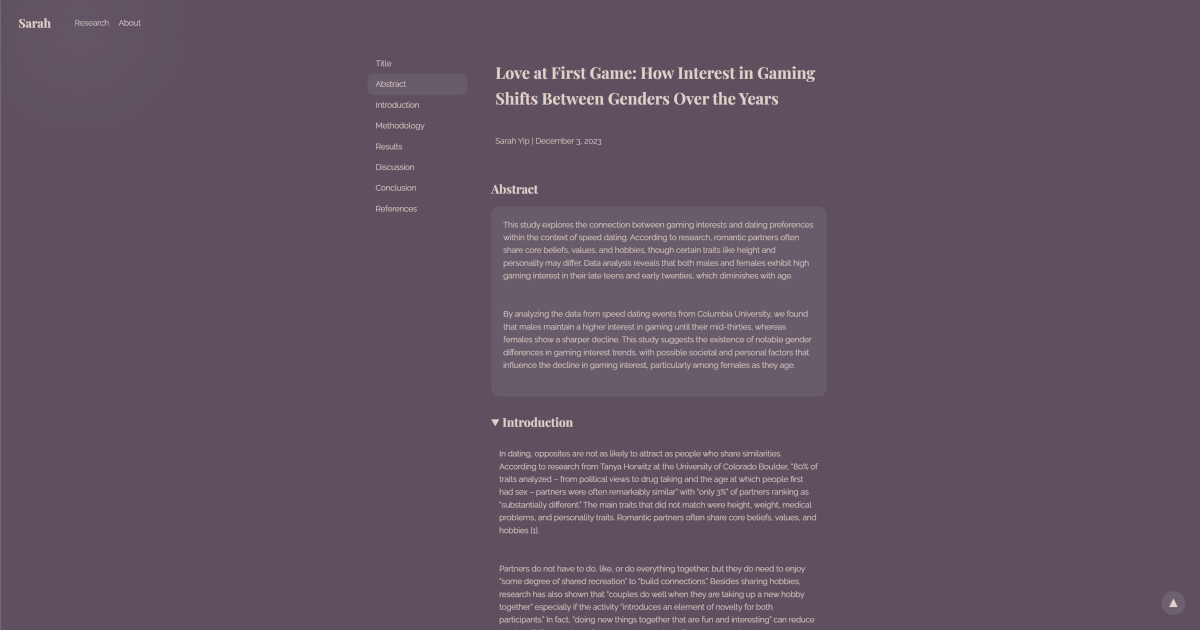 Sarah
Research
About
Title
Abstract
Introduction
Methodology
Results
Discussion
Conclusion
References
Love at First Game: How Interest in Gaming
Shifts Between Genders Over the Years
Sarah Yip | December 3, 2023
Abstract
This study explores the connection between gaming interests and dating preferences
within the context of speed dating. According to research, romantic partners often
share core beliefs, values, and hobbies, though certain traits like height and
personality may differ. Data analysis reveals that both males and females exhibit high
gaming interest in their late teens and early twenties, which diminishes with age.
By analyzing the data from speed dating events from Columbia University, we found
that males maintain a higher interest in gaming until their mid-thirties, whereas
females show a sharper decline. This study suggests the existence of notable gender
differences in gaming interest trends, with possible societal and personal factors that
influence the decline in gaming interest, particularly among females as they age.
▼ Introduction
In dating, opposites are not as likely to attract as people who share similarities.
According to research from Tanya Horwitz at the University of Colorado Boulder, "80% of
traits analyzed – from political views to drug taking and the age at which people first
had sex – partners were often remarkably similar" with "only 3%" of partners ranking as
"substantially different." The main traits that did not match were height, weight, medical
problems, and personality traits. Romantic partners often share core beliefs, values, and
hobbies [1].
Partners do not have to do, like, or do everything together, but they do need to enjoy
"some degree of shared recreation" to "build connections." Besides sharing hobbies,
research has also shown that "couples do well when they are taking up a new hobby
together" especially if the activity "introduces an element of novelty for both
participants." In fact, "doing new things together that are fun and interesting" can reduce